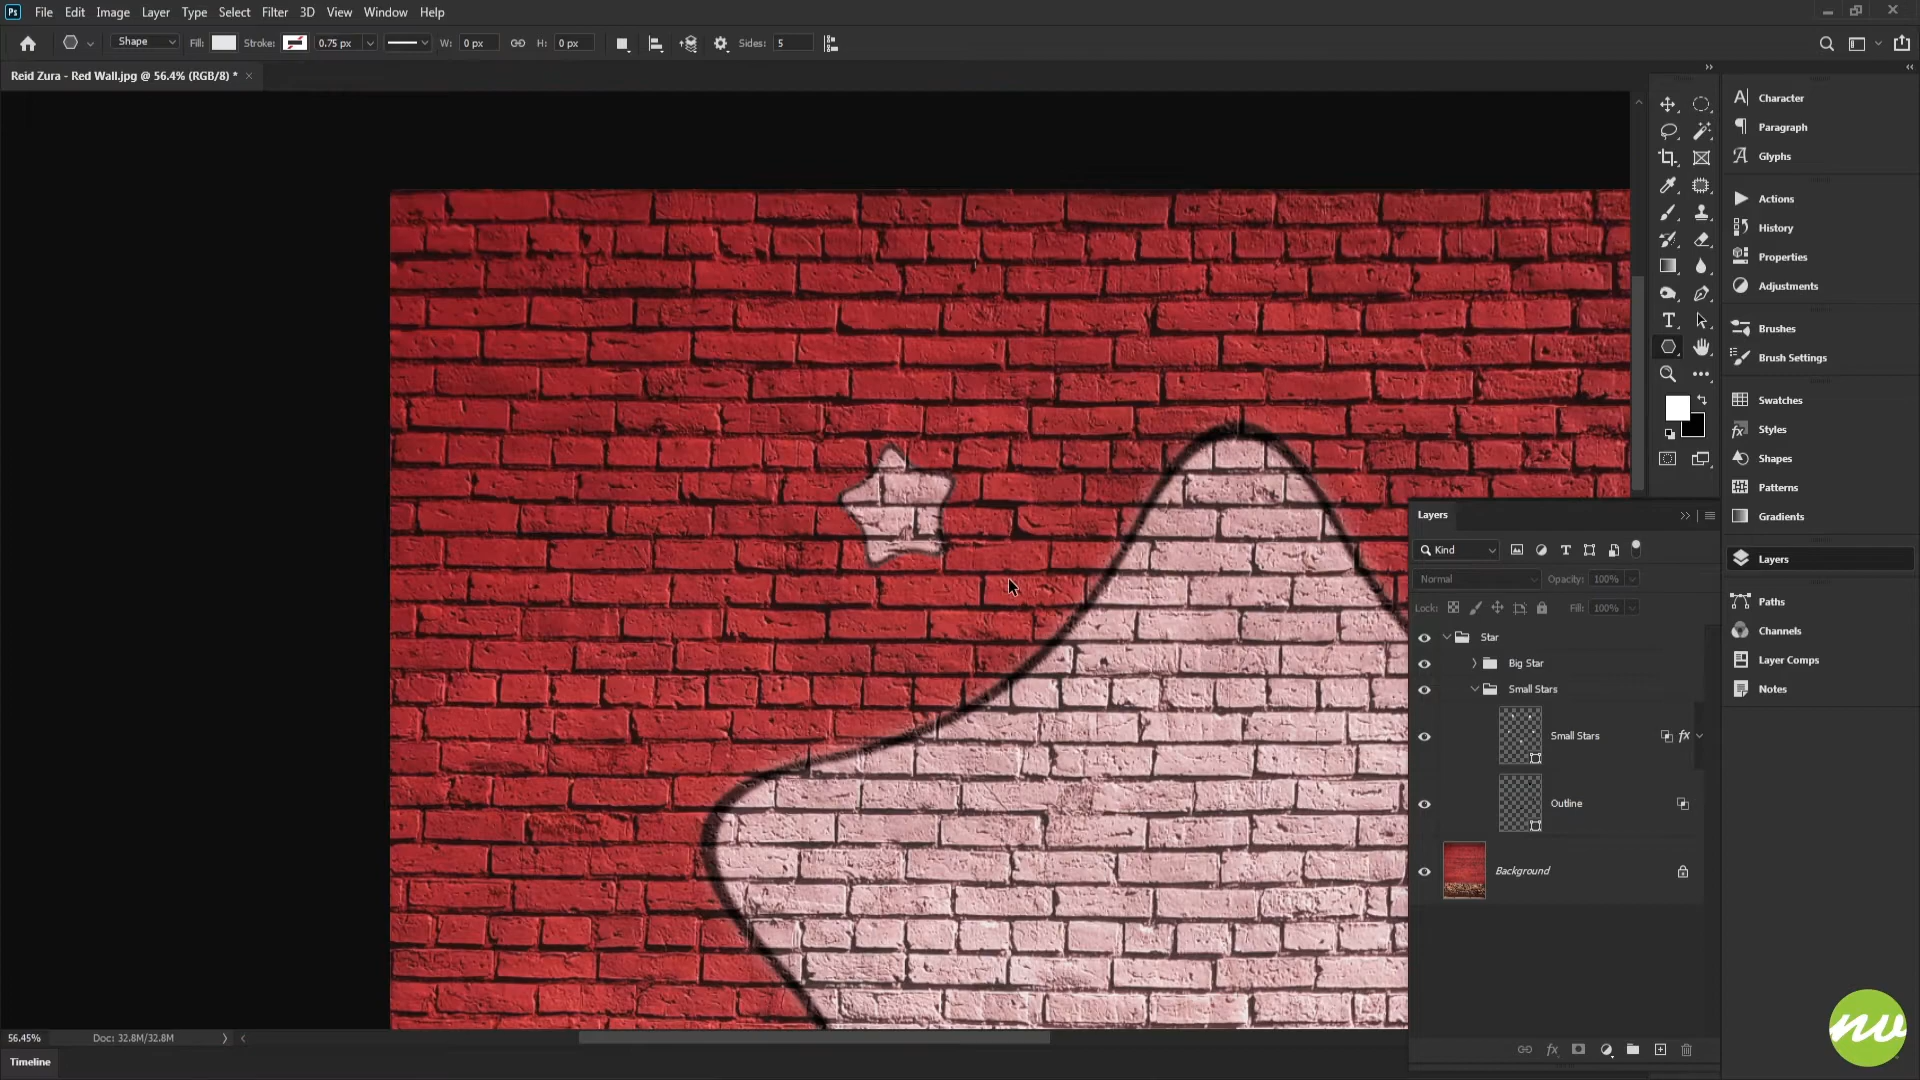 Ps File Edit Image Layer Type Select Filter 3D View Window Help
Shape Fill: Stroke: 0.75 px W: 0 px H: 0 px Sides: 5
Reid Zura - Red Wall.jpg @ 56.4% (RGB/8) *
Character
Paragraph
Glyphs
Actions
History
Properties
Adjustments
Brushes
Brush Settings
Swatches
Styles
Shapes
Patterns
Gradients
Layers
Paths
Channels
Layer Comps
Notes
Layers
Kind
Normal Opacity: 100%
Lock: Fill: 100%
Star
Big Star
Small Stars
Small Stars fx
Outline
Background
fx
56.45% Doc: 32.8M/32.8M
Timeline
nv